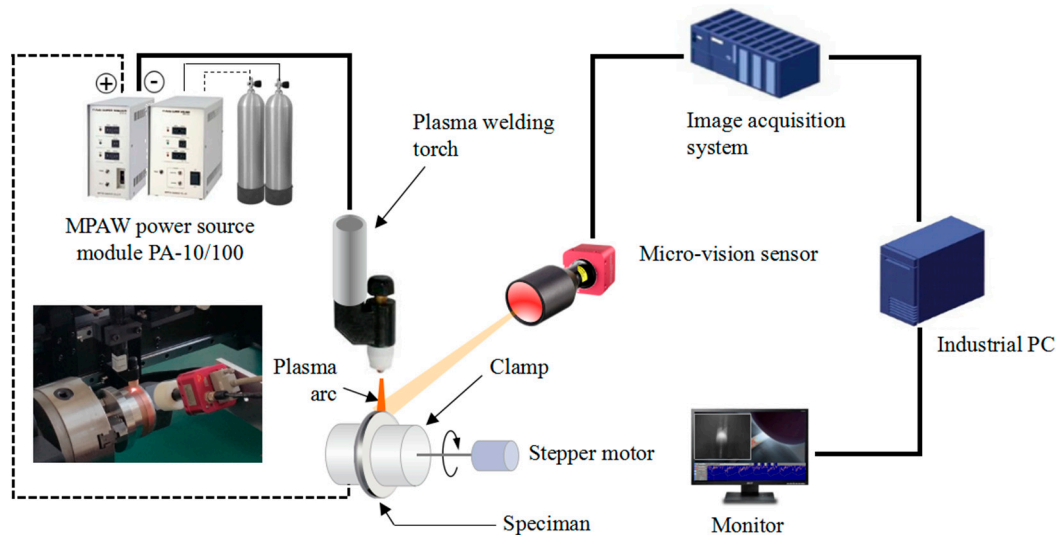 +
-
MPAW power source
module PA-10/100
Plasma welding
torch
Image acquisition
system
Micro-vision sensor
Industrial PC
Plasma
arc
Clamp
Stepper motor
Speciman
Monitor